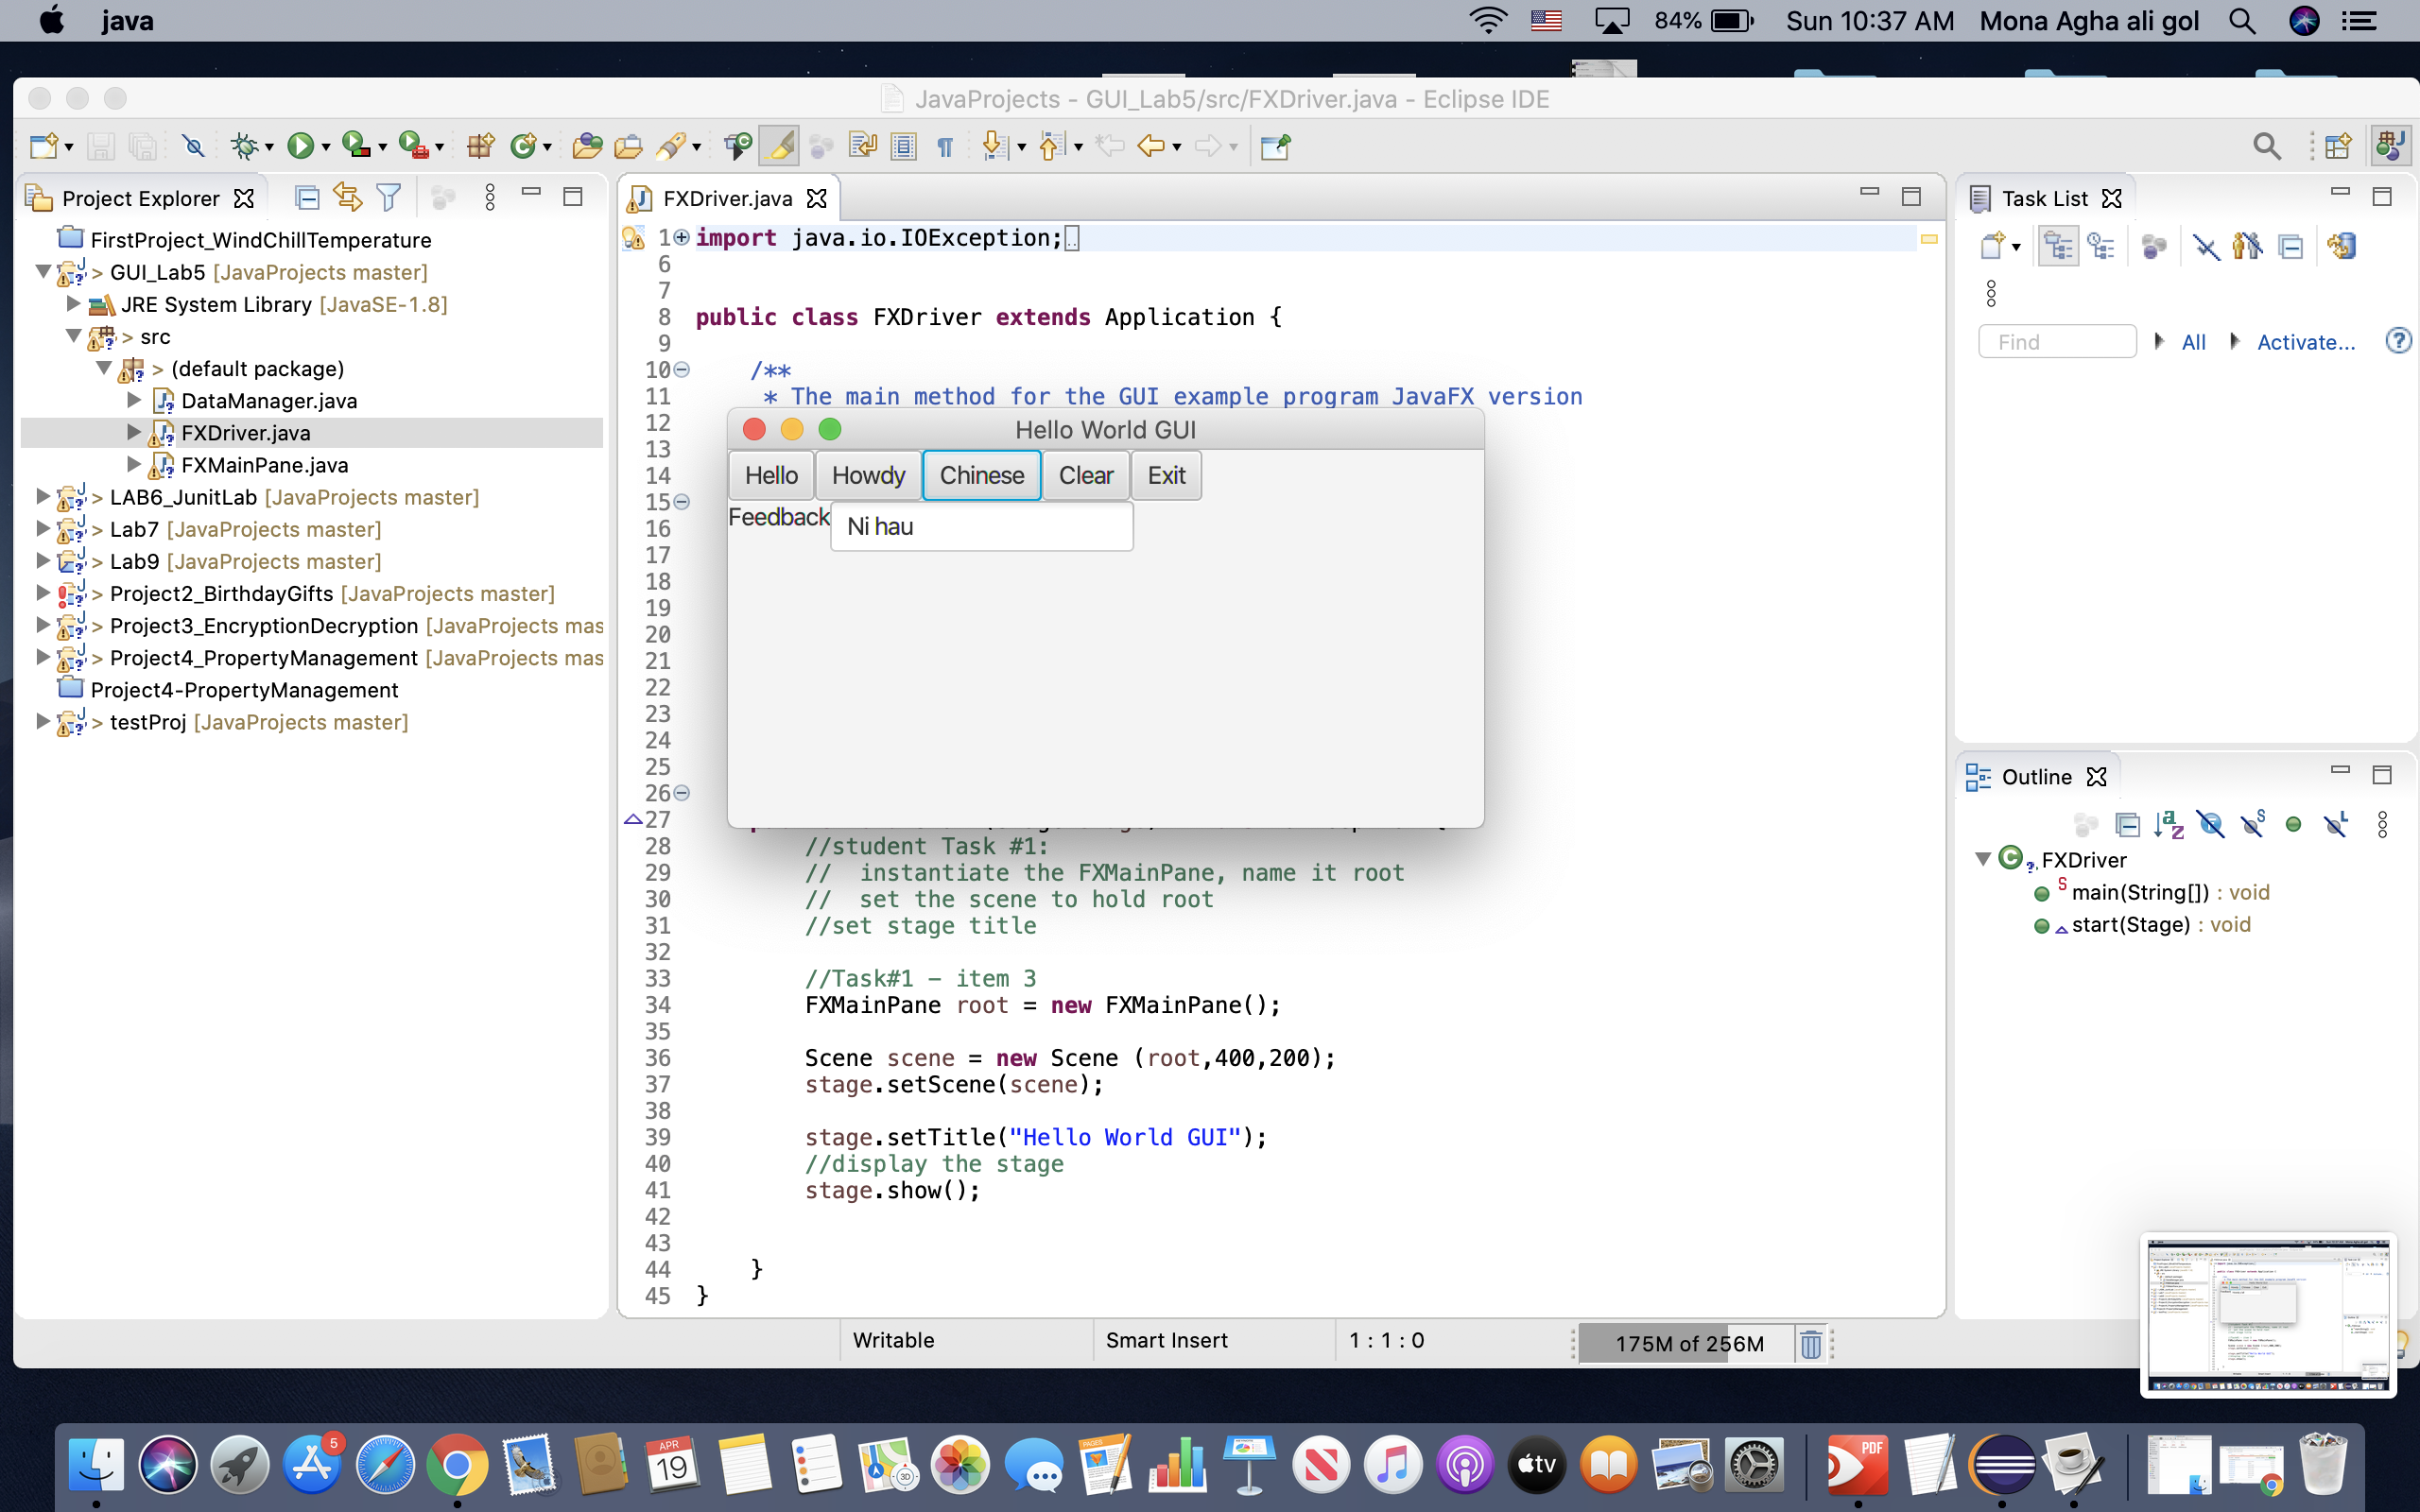 java
84%
Sun 10:37 AM
Mona Agha ali gol
JavaProjects - GUI_Lab5/src/FXDriver.java - Eclipse IDE
Project Explorer
FirstProject_WindChillTemperature
> GUI_Lab5 [JavaProjects master]
JRE System Library [JavaSE-1.8]
> src
> (default package)
DataManager.java
FXDriver.java
FXMainPane.java
> LAB6_JunitLab [JavaProjects master]
> Lab7 [JavaProjects master]
> Lab9 [JavaProjects master]
> Project2_BirthdayGifts [JavaProjects master]
> Project3_EncryptionDecryption [JavaProjects mas
> Project4_PropertyManagement [JavaProjects mas
Project4-PropertyManagement
> testProj [JavaProjects master]
FXDriver.java
1 import java.io.IOException;
6
7
8 public class FXDriver extends Application {
9
10 /**
11 * The main method for the GUI example program JavaFX version
12
13
14
15
16
17
18
19
20
21
22
23
24
25
26
27
28 //student Task #1:
29 //  instantiate the FXMainPane, name it root
30 //  set the scene to hold root
31 //set stage title
32
33 //Task#1 - item 3
34 FXMainPane root = new FXMainPane();
35
36 Scene scene = new Scene (root,400,200);
37 stage.setScene(scene);
38
39 stage.setTitle("Hello World GUI");
40 //display the stage
41 stage.show();
42
43
44 }
45 }
Hello World GUI
Hello
Howdy
Chinese
Clear
Exit
Feedback
Ni hau
Task List
Find
All
Activate...
Outline
FXDriver
main(String[]) : void
start(Stage) : void
Writable
Smart Insert
1 : 1 : 0
175M of 256M
5
APR
19
PAGES
3D
tv
PDF